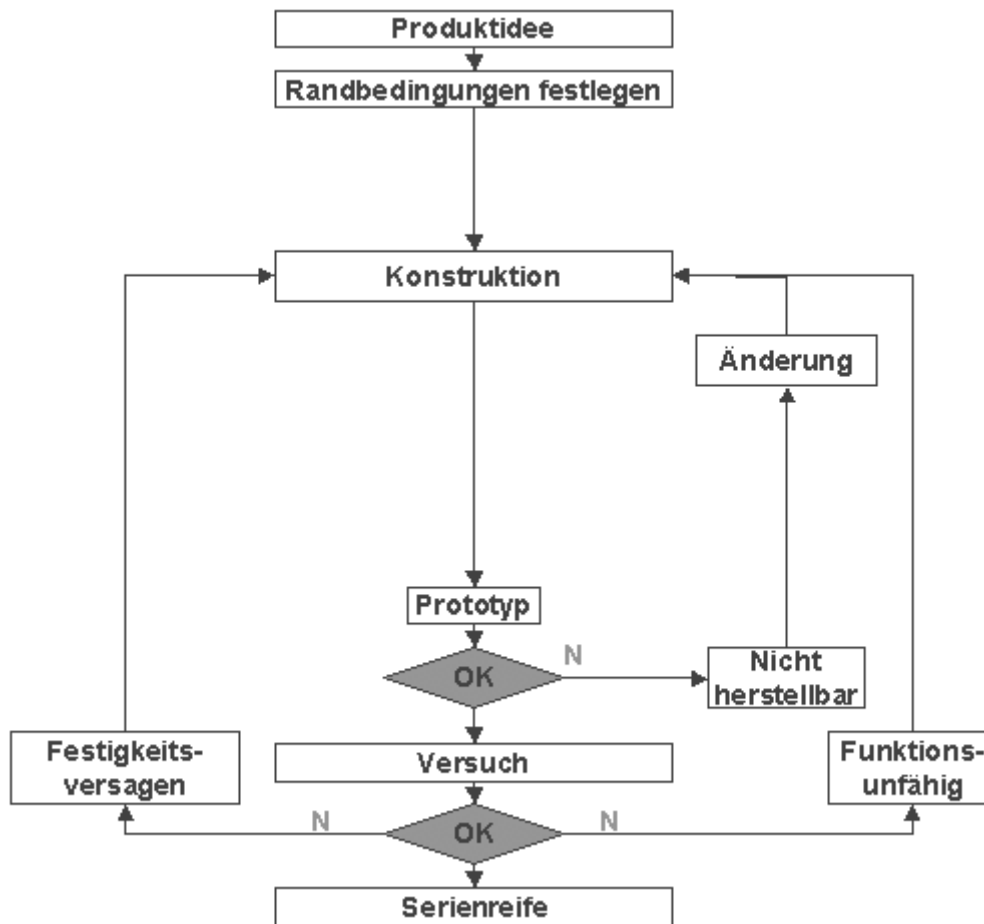 Produktidee
Randbedingungen festlegen
Konstruktion
Änderung
Prototyp
OK
N
Nicht
herstellbar
Festigkeits-
versagen
Versuch
Funktions-
unfähig
N
OK
N
Serienreife